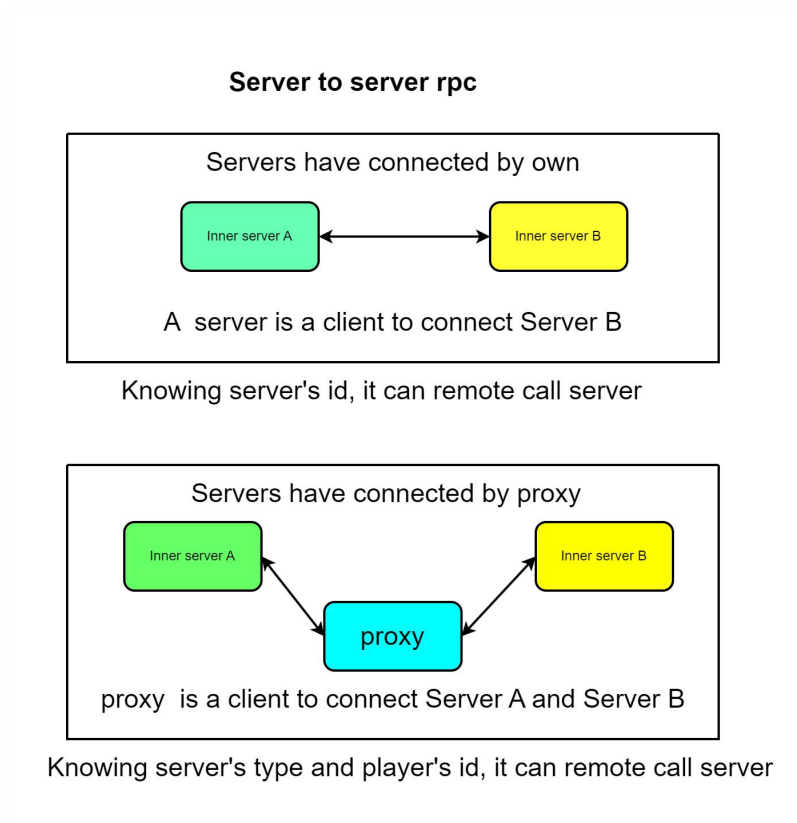 Server to server rpc
Servers have connected by own
Inner server A
Inner server B
A server is a client to connect Server B
Knowing server's id, it can remote call server
Servers have connected by proxy
Inner server A
Inner server B
proxy
proxy is a client to connect Server A and Server B
Knowing server's type and player's id, it can remote call server